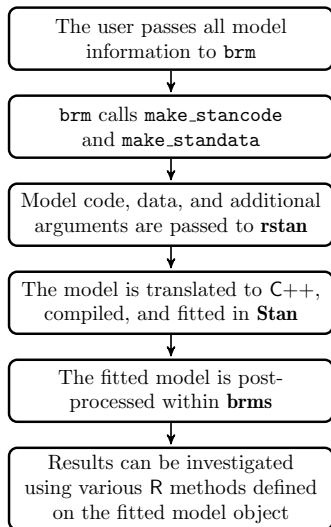 The user passes all model
information to brm
brm calls make_stancode
and make_standata
Model code, data, and additional
arguments are passed to rstan
The model is translated to C++,
compiled, and fitted in Stan
The fitted model is post-
processed within brms
Results can be investigated
using various R methods defined
on the fitted model object